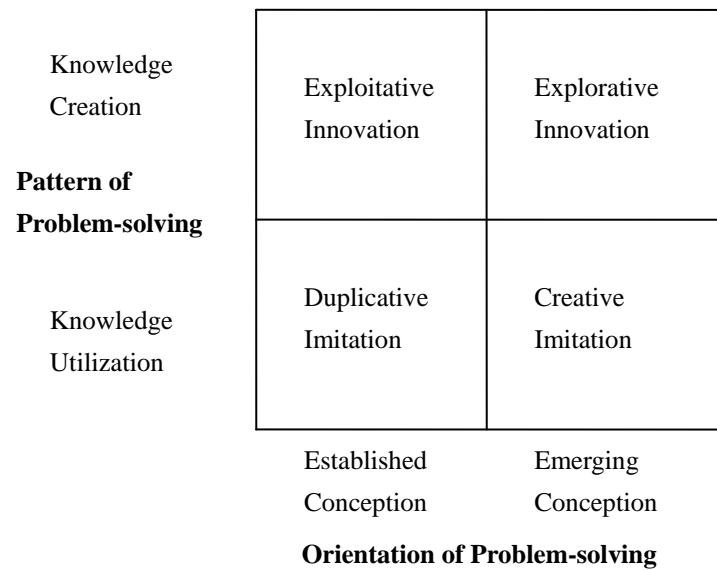 Knowledge
Creation
Exploitative
Innovation
Explorative
Innovation
Pattern of
Problem-solving
Knowledge
Utilization
Duplicative
Imitation
Creative
Imitation
Established
Conception
Emerging
Conception
Orientation of Problem-solving